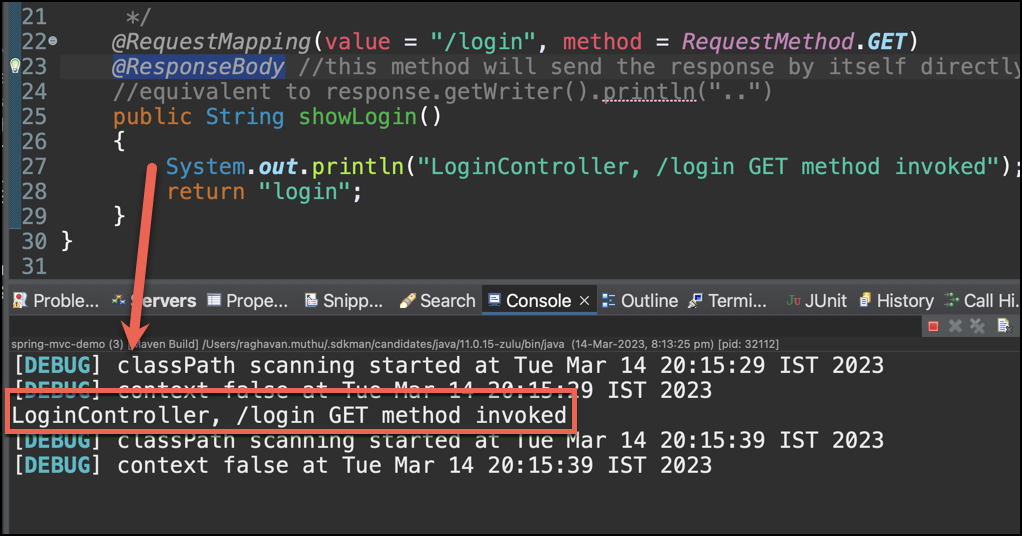 21 */
22 @RequestMapping(value = "/login", method = RequestMethod.GET)
23 @ResponseBody //this method will send the response by itself directly
24 //equivalent to response.getWriter().println("..")
25 public String showLogin()
26 {
27 System.out.println("LoginController, /login GET method invoked");
28 return "login";
29 }
30 }
31
Proble... Servers Prope... Snipp... Search Console × Outline Termi... JUnit History Call Hi...
spring-mvc-demo (3) [Maven Build] /Users/raghavan.muthu/.sdkman/candidates/java/11.0.15-zulu/bin/java (14-Mar-2023, 8:13:25 pm) [pid: 32112]
[DEBUG] classPath scanning started at Tue Mar 14 20:15:29 IST 2023
[DEBUG] context false at Tue Mar 14 20:15:29 IST 2023
LoginController, /login GET method invoked
[DEBUG] classPath scanning started at Tue Mar 14 20:15:39 IST 2023
[DEBUG] context false at Tue Mar 14 20:15:39 IST 2023